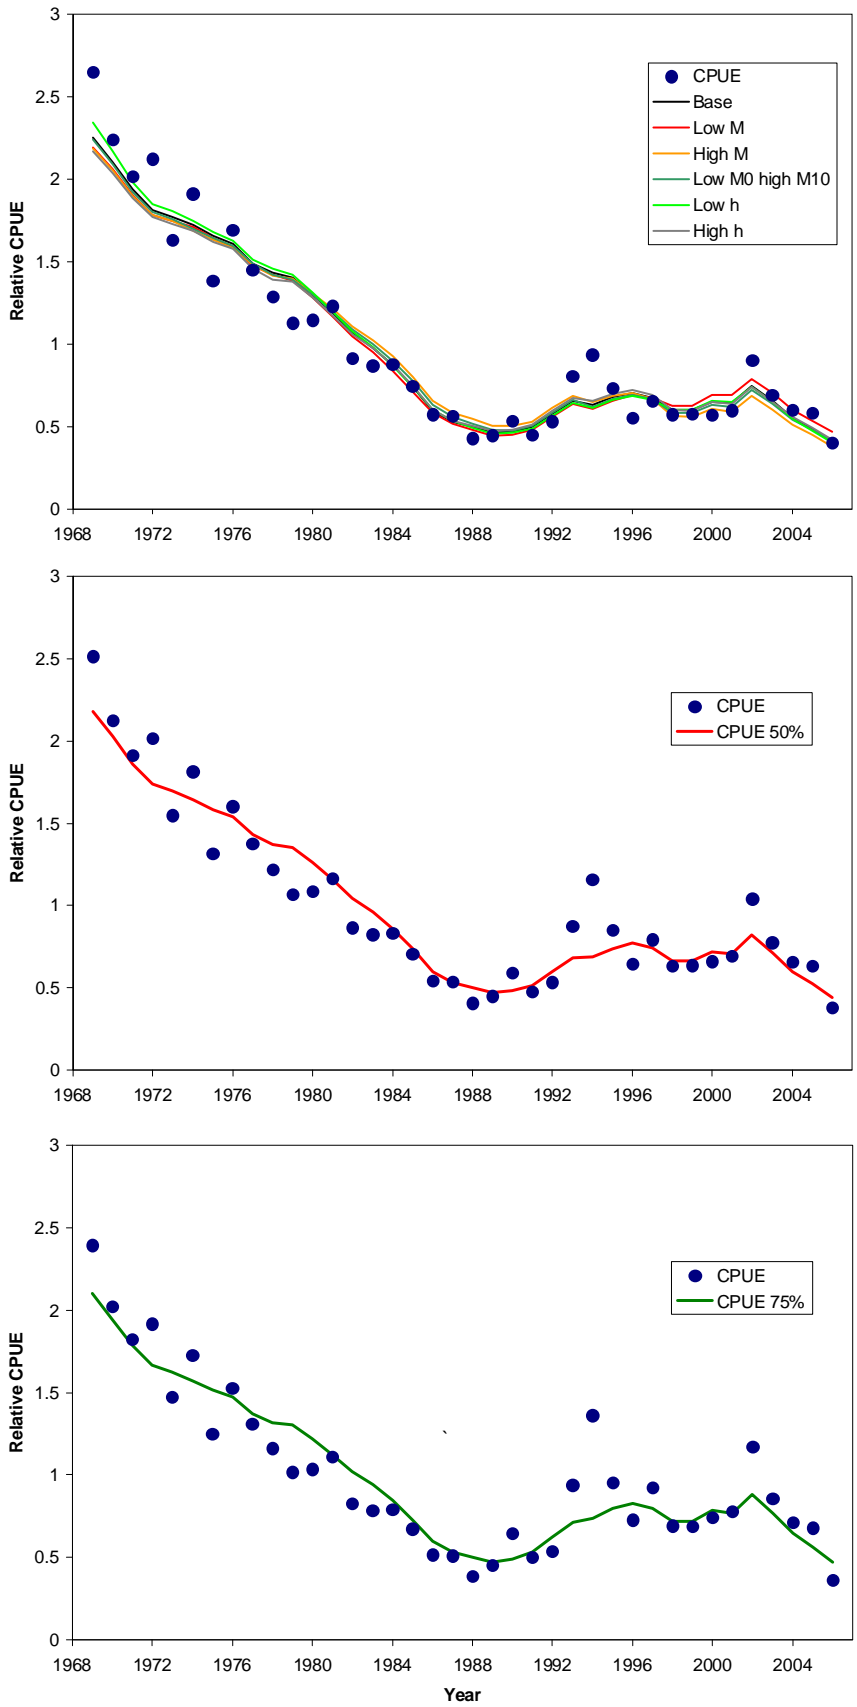 3
2.5
2
1.5
1
0.5
0
Relative CPUE
CPUE
Base
Low M
High M
Low M0 high M10
Low h
High h
1968 1972 1976 1980 1984 1988 1992 1996 2000 2004
3
2.5
2
1.5
1
0.5
0
Relative CPUE
CPUE
CPUE 50%
1968 1972 1976 1980 1984 1988 1992 1996 2000 2004
3
2.5
2
1.5
1
0.5
0
Relative CPUE
CPUE
CPUE 75%
`
1968 1972 1976 1980 1984 1988 1992 1996 2000 2004
Year